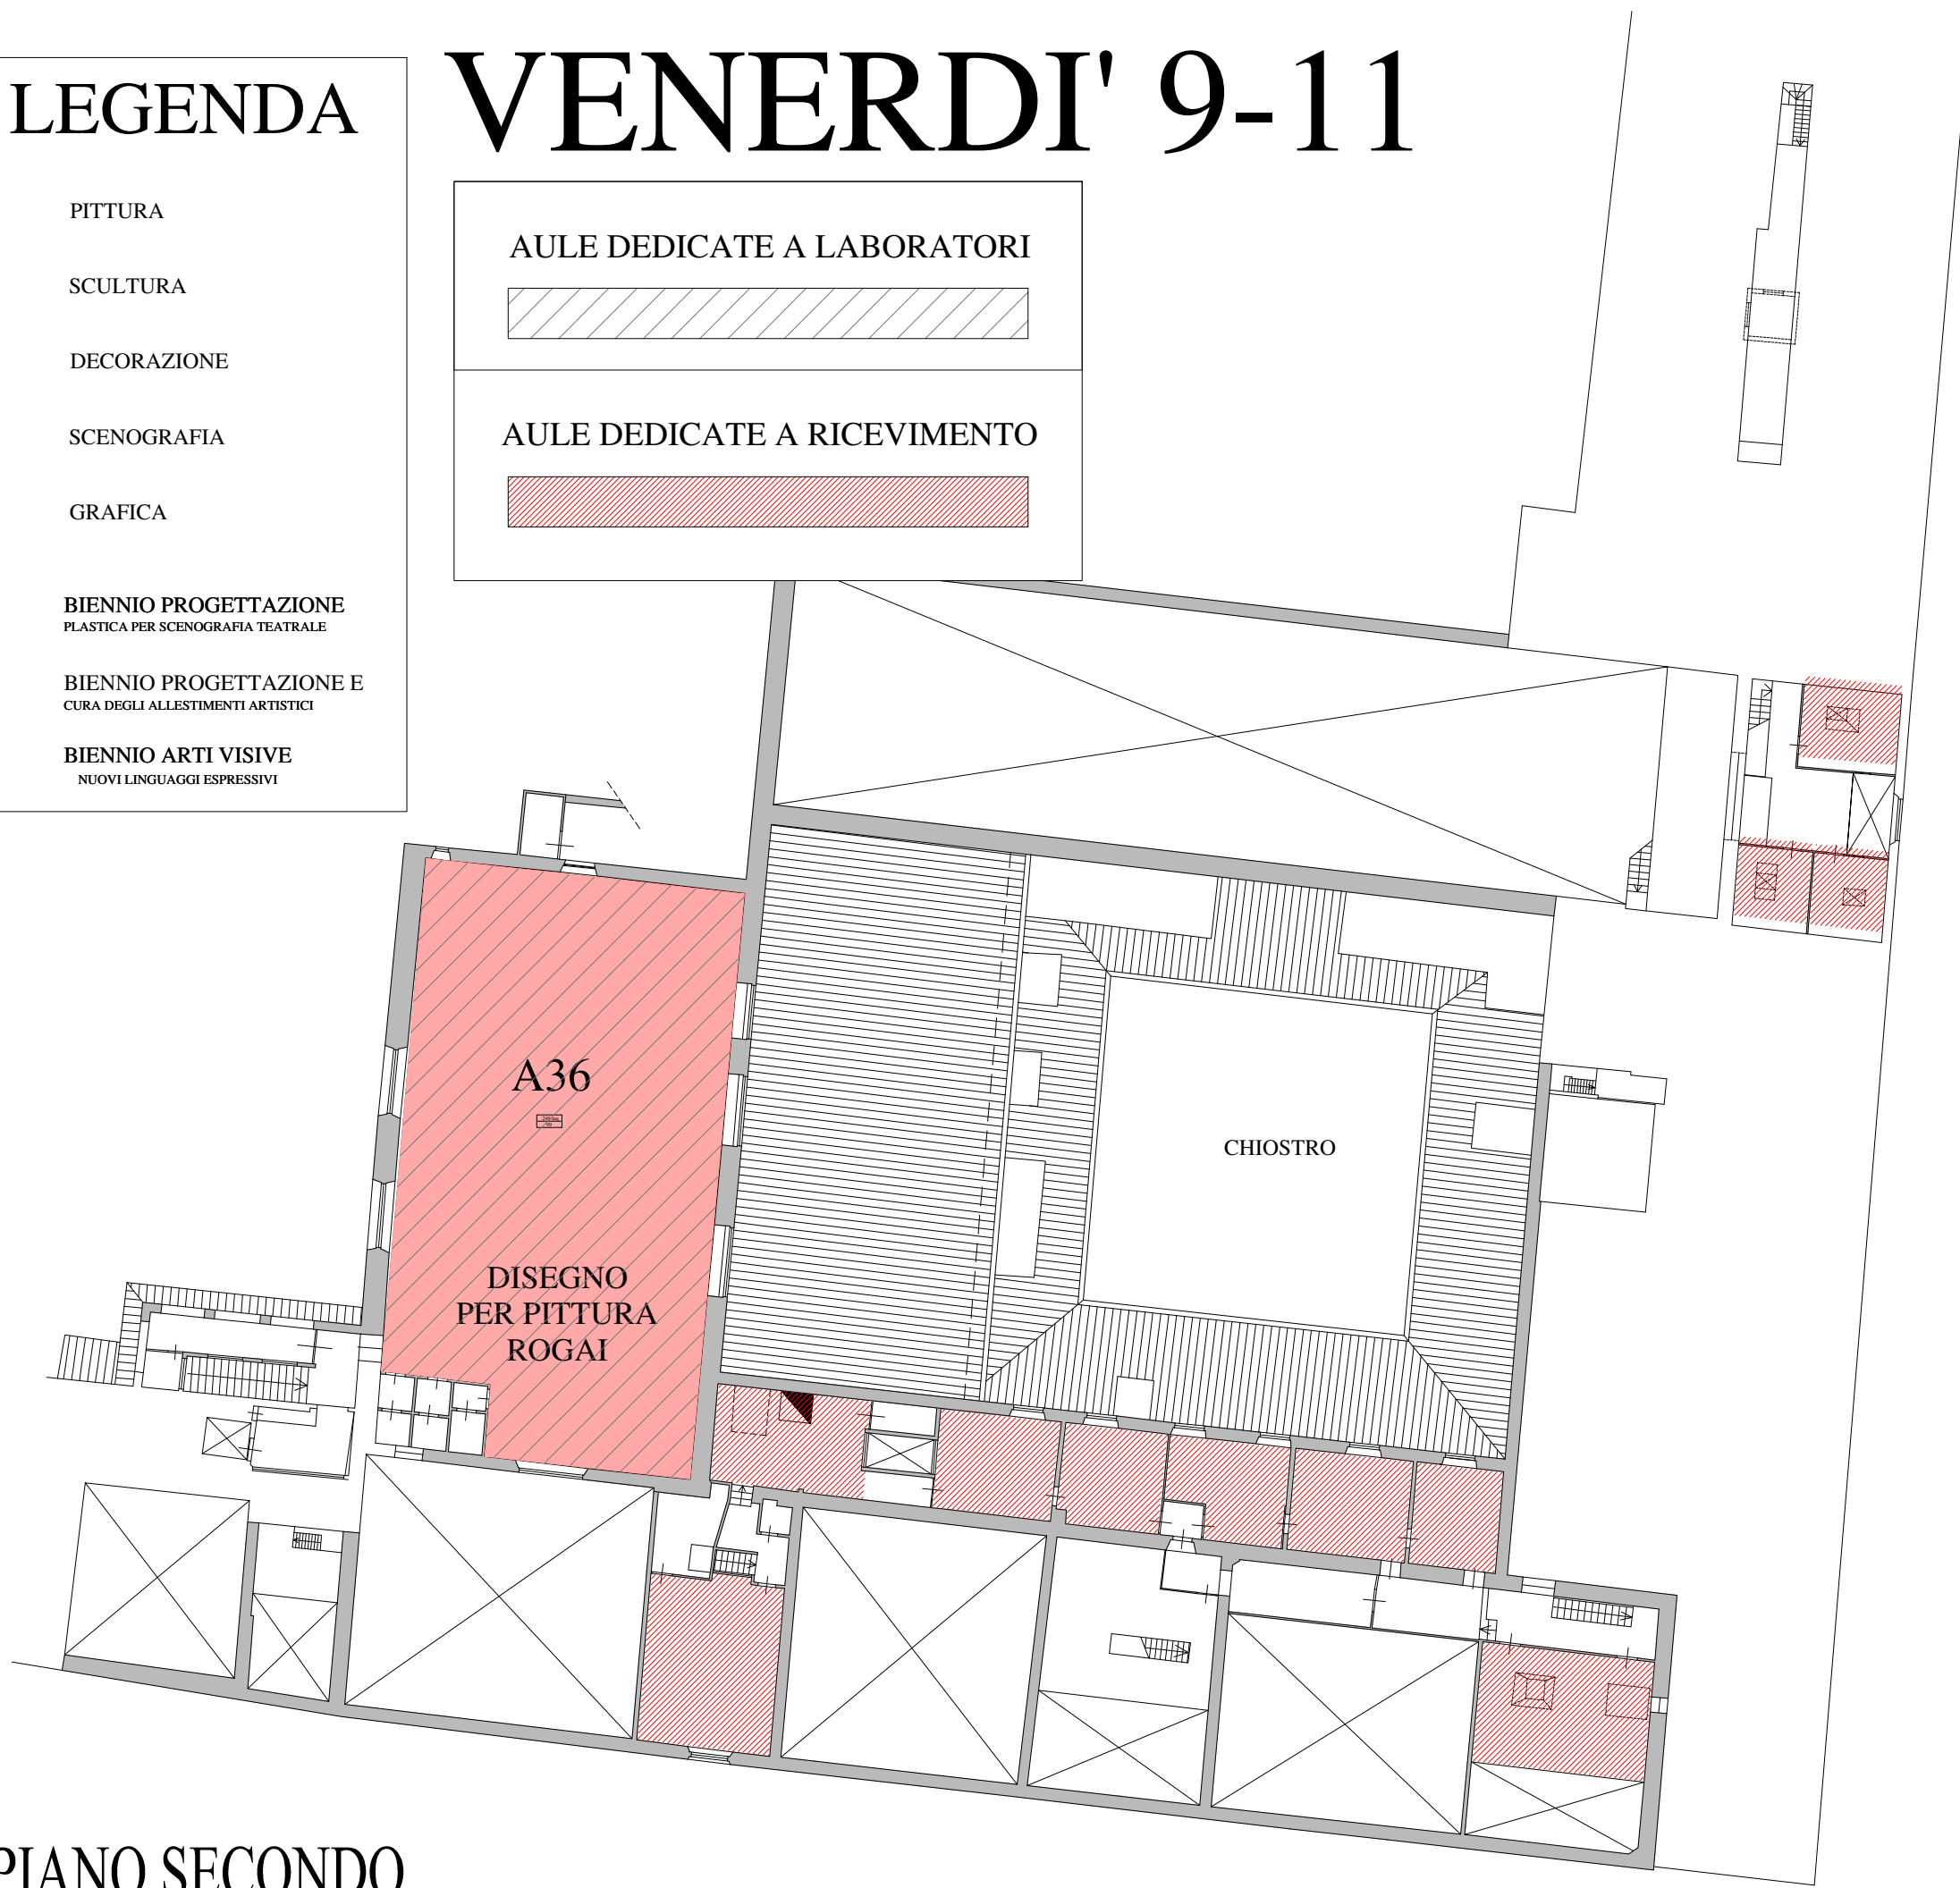 LEGENDA
VENERDI' 9-11
PITTURA
SCULTURA
DECORAZIONE
SCENOGRAFIA
GRAFICA
BIENNIO PROGETTAZIONE
PLASTICA PER SCENOGRAFIA TEATRALE
BIENNIO PROGETTAZIONE E
CURA DEGLI ALLESTIMENTI ARTISTICI
BIENNIO ARTI VISIVE
NUOVI LINGUAGGI ESPRESSIVI
AULE DEDICATE A LABORATORI
AULE DEDICATE A RICEVIMENTO
A36
DISEGNO
PER PITTURA
ROGAI
CHIOSTRO
PIANO SECONDO